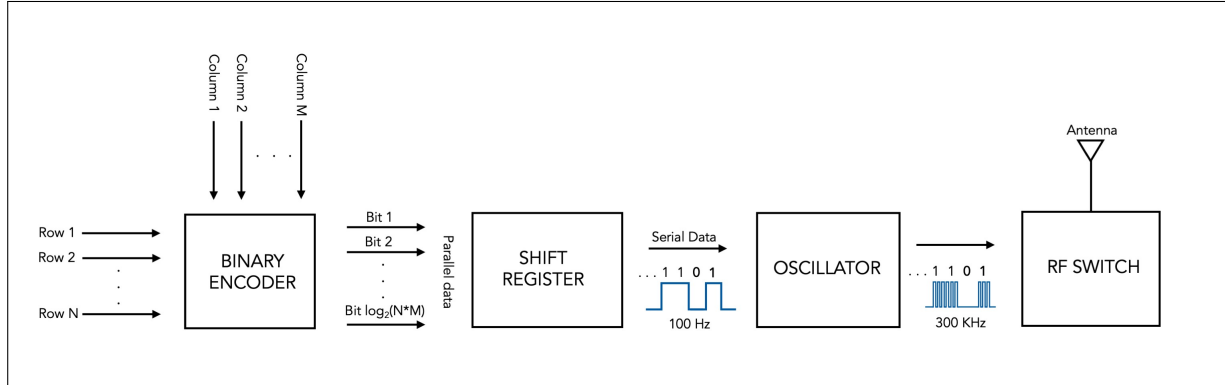 Column 1
Column 2
. . . .
Column M
Antenna
Row 1
Row 2
.
.
.
Row N
BINARY
ENCODER
Bit 1
Bit 2
.
.
.
Bit log₂(N*M)
Parallel data
SHIFT
REGISTER
Serial Data
...1 1 0 1
100 Hz
OSCILLATOR
...1 1 0 1
300 KHz
RF SWITCH